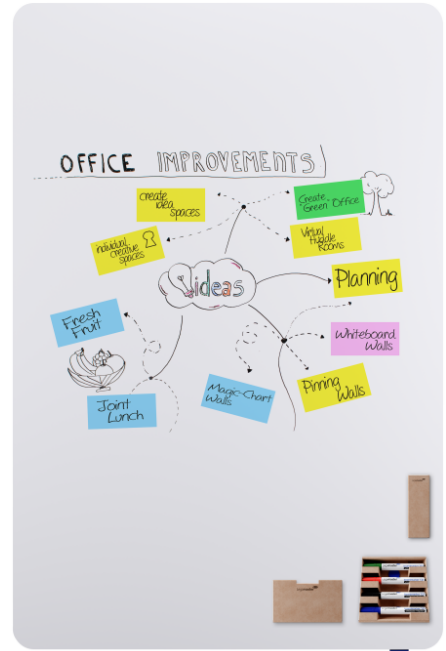 OFFICE IMPROVEMENTS
create
idea
spaces
Create
"Green" Office
individual
creative
spaces
Virtual
Huddle
Rooms
ideas
Planning
Fresh
Fruit
Whiteboard
Walls
Magic-Chart
Walls
Pinning
Walls
Joint
Lunch